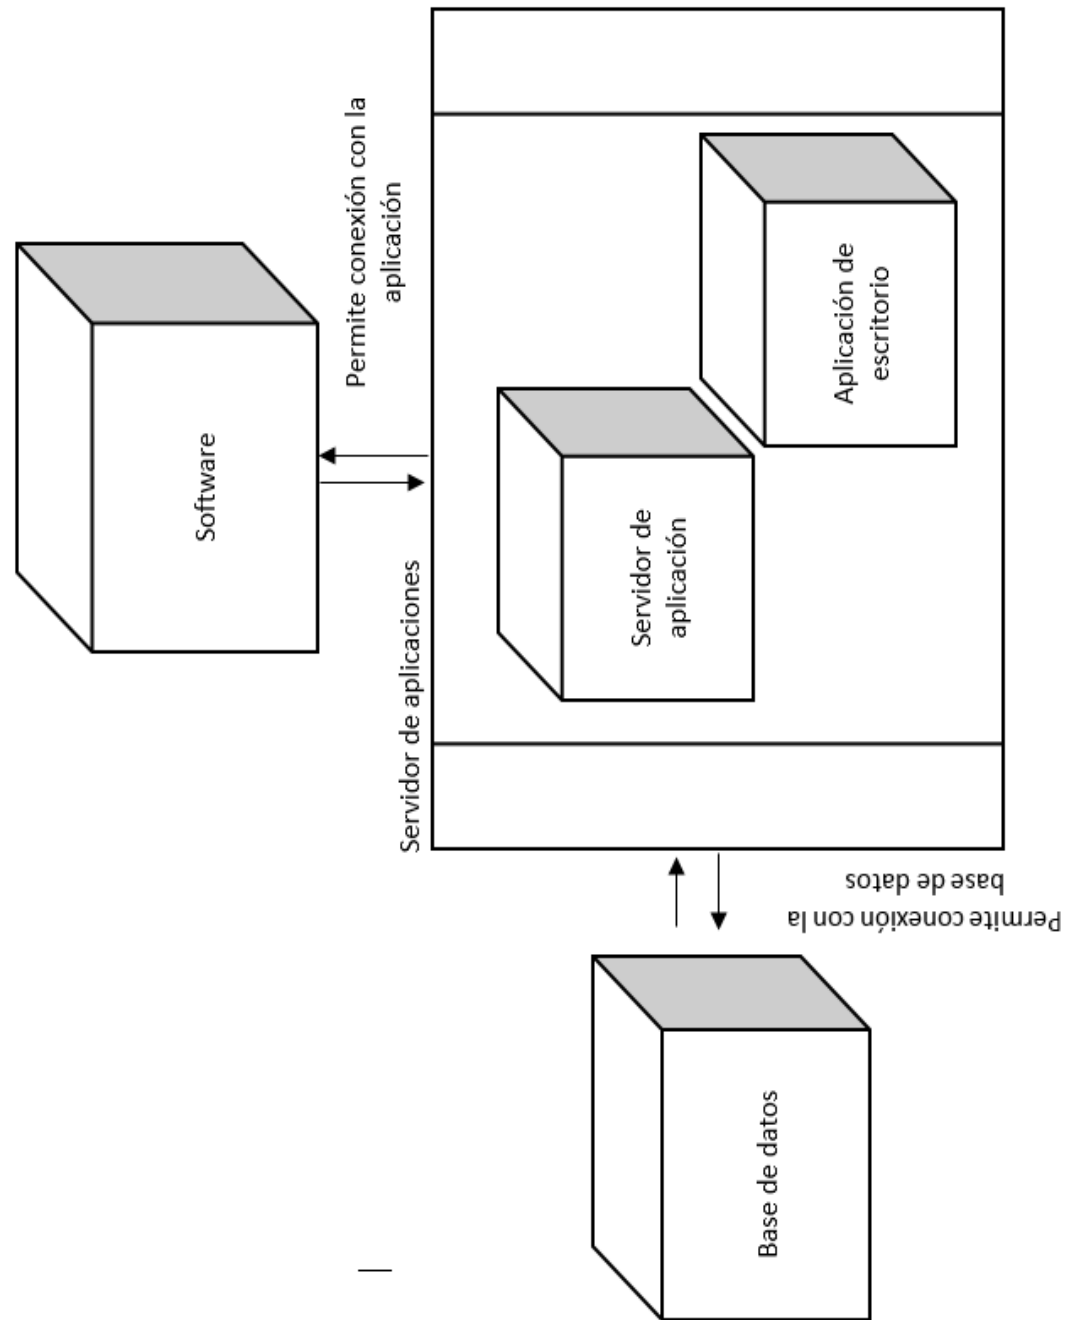 Software
Permite conexión con la
aplicación
Servidor de aplicaciones
Servidor de
aplicación
Aplicación de
escritorio
Permite conexión con la
base de datos
Base de datos